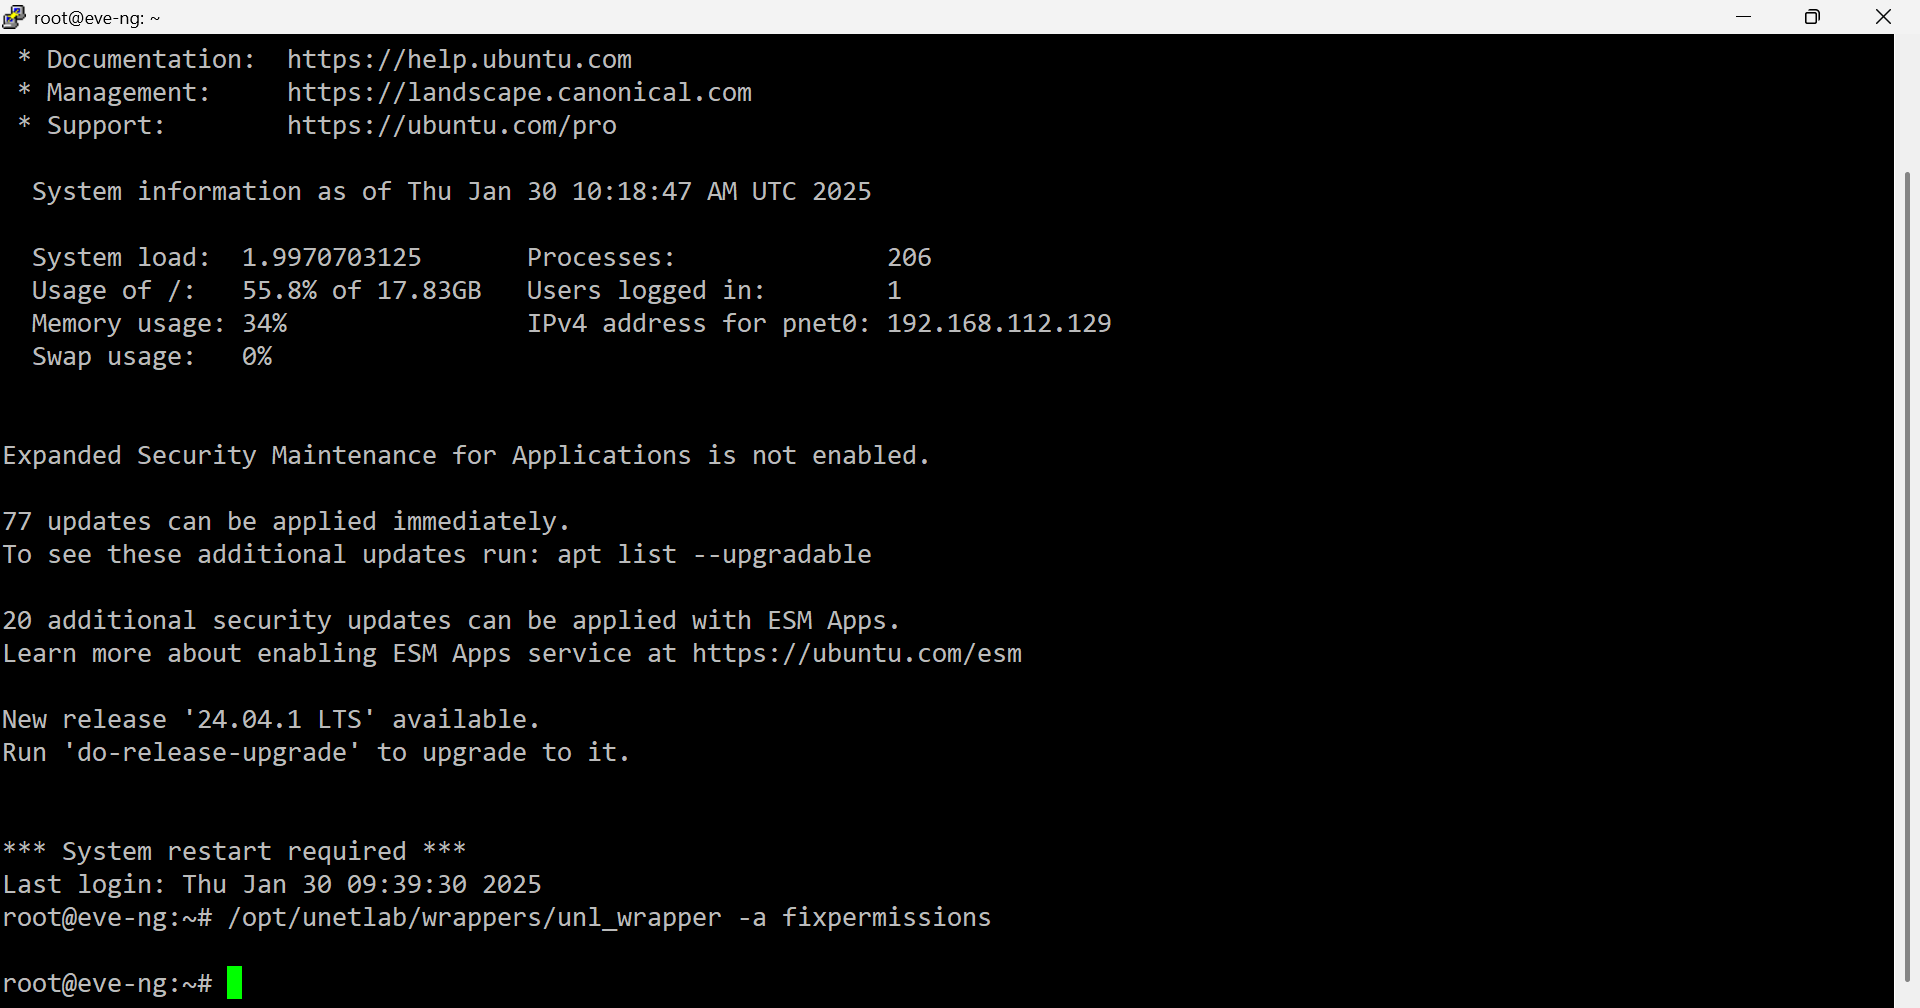 root@eve-ng: ~
* Documentation:  https://help.ubuntu.com
* Management:     https://landscape.canonical.com
* Support:        https://ubuntu.com/pro
System information as of Thu Jan 30 10:18:47 AM UTC 2025
System load:  1.9970703125       Processes:              206
Usage of /:   55.8% of 17.83GB   Users logged in:        1
Memory usage: 34%                IPv4 address for pnet0: 192.168.112.129
Swap usage:   0%
Expanded Security Maintenance for Applications is not enabled.
77 updates can be applied immediately.
To see these additional updates run: apt list --upgradable
20 additional security updates can be applied with ESM Apps.
Learn more about enabling ESM Apps service at https://ubuntu.com/esm
New release '24.04.1 LTS' available.
Run 'do-release-upgrade' to upgrade to it.
*** System restart required ***
Last login: Thu Jan 30 09:39:30 2025
root@eve-ng:~# /opt/unetlab/wrappers/unl_wrapper -a fixpermissions
root@eve-ng:~#